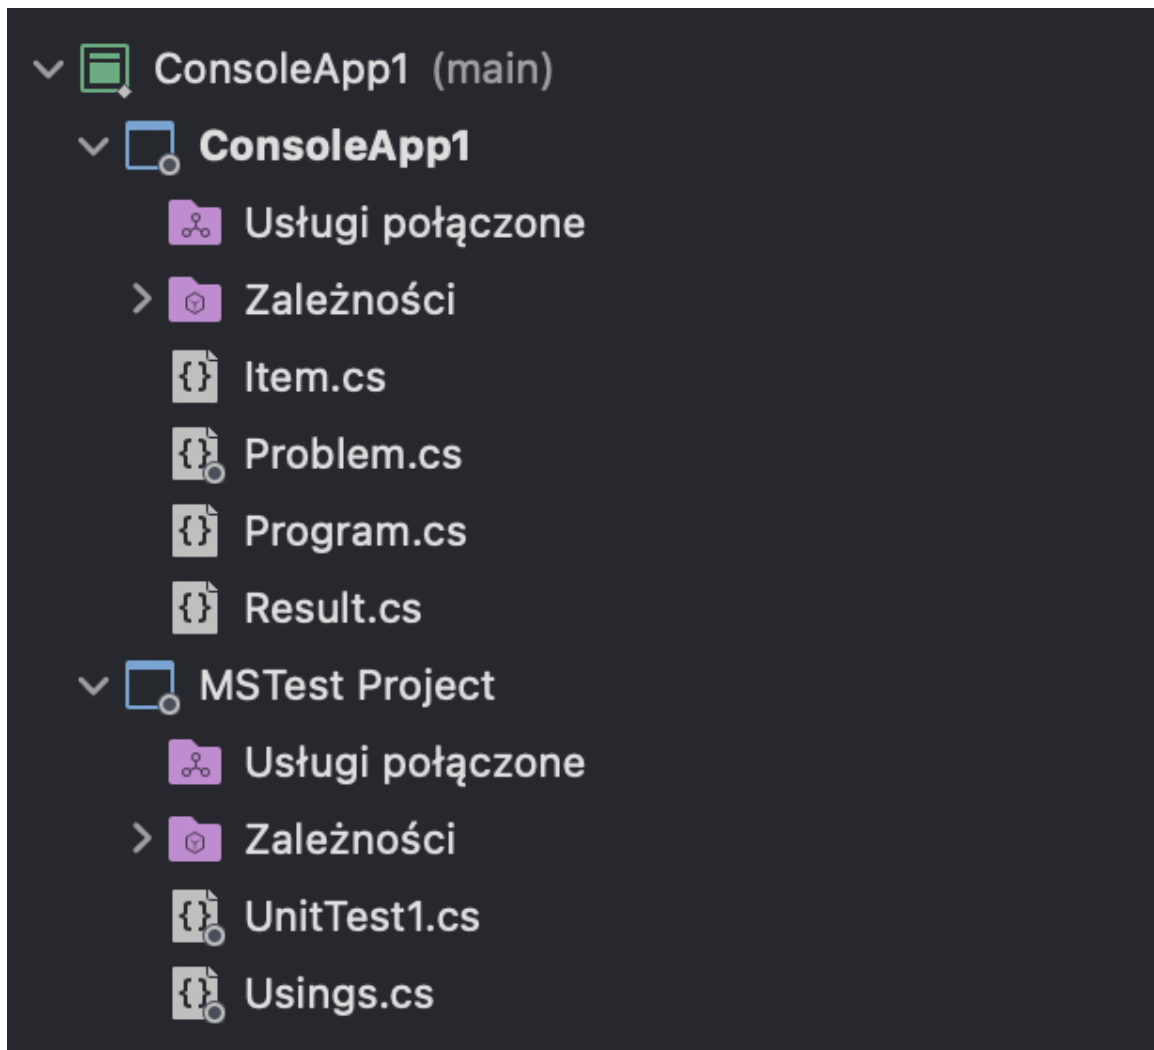 ConsoleApp1 (main)
ConsoleApp1
Usługi połączone
Zależności
Item.cs
Problem.cs
Program.cs
Result.cs
MSTest Project
Usługi połączone
Zależności
UnitTest1.cs
Usings.cs